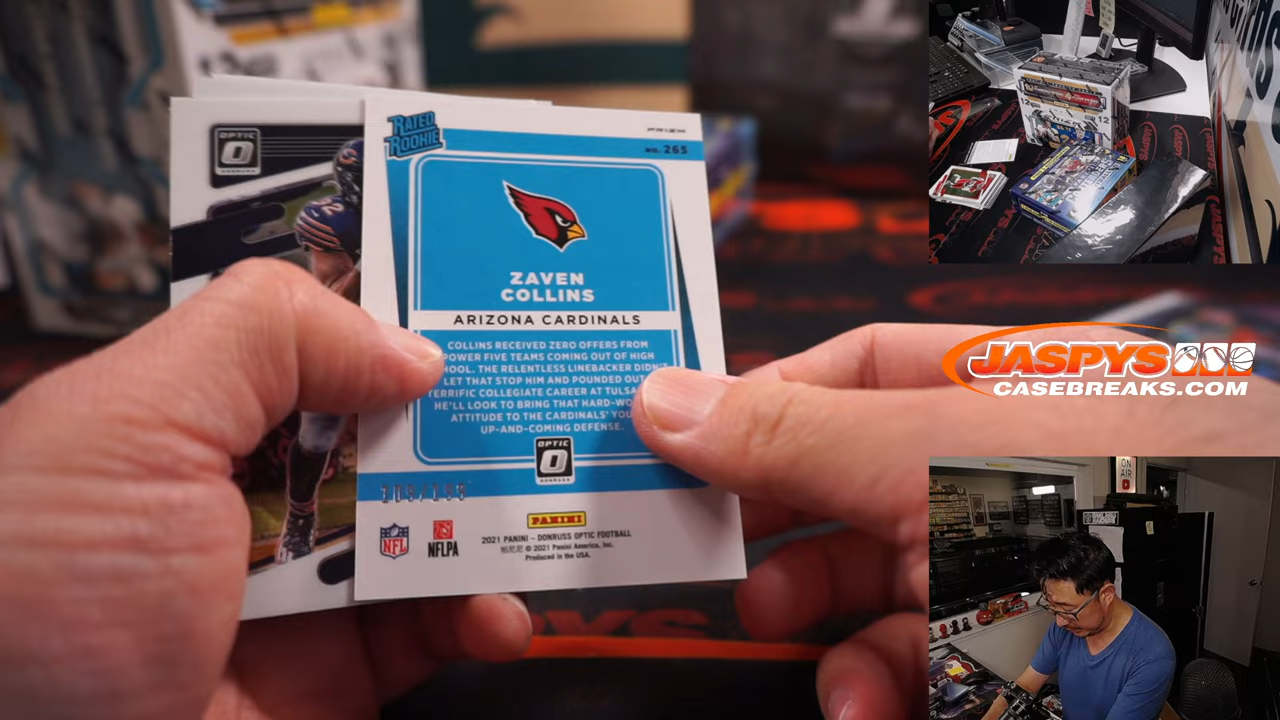 OPTIC
DONRUSS
RATED
ROOKIE
PRIZM
NO. 265
ZAVEN
COLLINS
ARIZONA CARDINALS
COLLINS RECEIVED ZERO OFFERS FROM
POWER FIVE TEAMS COMING OUT OF HIGH
HOOL. THE RELENTLESS LINEBACKER DIDN'T
LET THAT STOP HIM AND POUNDED OUT
TERRIFIC COLLEGIATE CAREER AT TULSA
HE'LL LOOK TO BRING THAT HARD-WO
ATTITUDE TO THE CARDINALS' YOU
UP-AND-COMING DEFENSE.
OPTIC
DONRUSS
NFL
NFLPA
PANINI
2021 PANINI – DONRUSS OPTIC FOOTBALL
© 2021 Panini America, Inc.
Produced in the USA.
JASPYS
CASEBREAKS.COM
ON
AIR